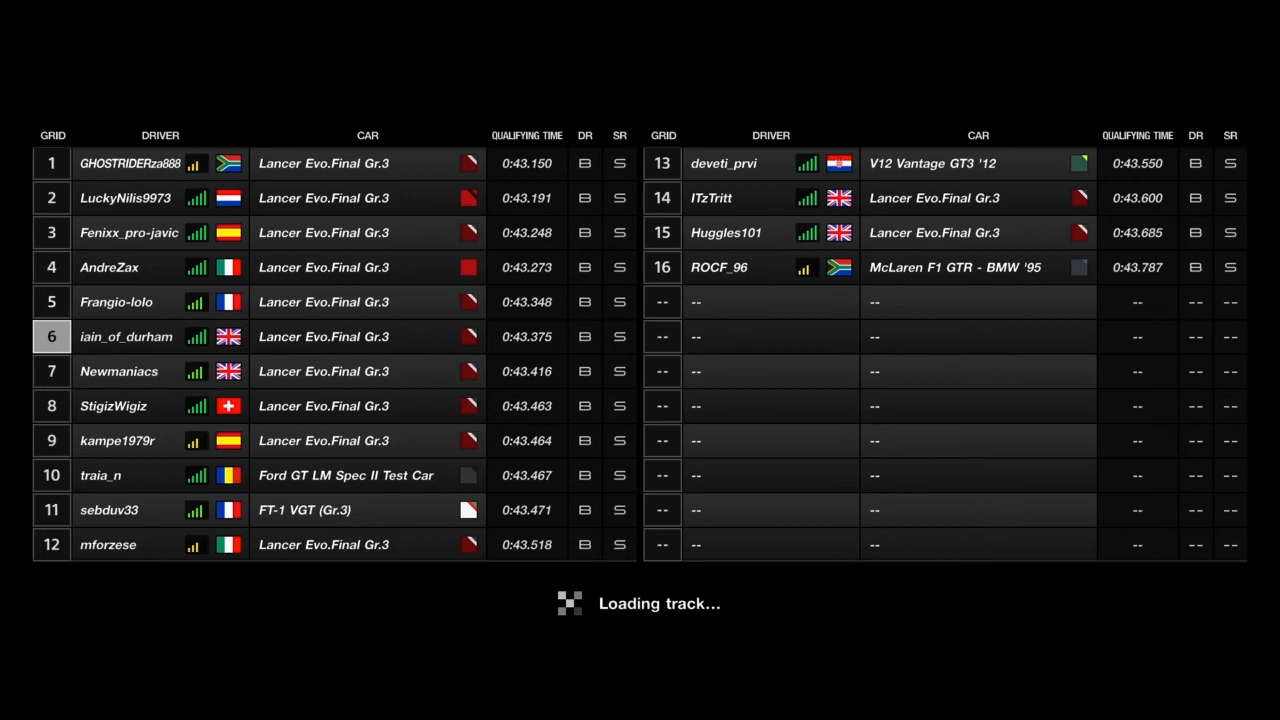 GRID DRIVER CAR QUALIFYING TIME DR SR
1 GHOSTRIDERza888 Lancer Evo.Final Gr.3 0:43.150 B S
2 LuckyNilis9973 Lancer Evo.Final Gr.3 0:43.191 B S
3 Fenixx_pro-javic Lancer Evo.Final Gr.3 0:43.248 B S
4 AndreZax Lancer Evo.Final Gr.3 0:43.273 B S
5 Frangio-lolo Lancer Evo.Final Gr.3 0:43.348 B S
6 iain_of_durham Lancer Evo.Final Gr.3 0:43.375 B S
7 Newmaniacs Lancer Evo.Final Gr.3 0:43.416 B S
8 StigizWigiz Lancer Evo.Final Gr.3 0:43.463 B S
9 kampe1979r Lancer Evo.Final Gr.3 0:43.464 B S
10 traia_n Ford GT LM Spec II Test Car 0:43.467 B S
11 sebduv33 FT-1 VGT (Gr.3) 0:43.471 B S
12 mforzese Lancer Evo.Final Gr.3 0:43.518 B S
GRID DRIVER CAR QUALIFYING TIME DR SR
13 deveti_prvi V12 Vantage GT3 '12 0:43.550 B S
14 ITzTritt Lancer Evo.Final Gr.3 0:43.600 B S
15 Huggles101 Lancer Evo.Final Gr.3 0:43.685 B S
16 ROCF_96 McLaren F1 GTR - BMW '95 0:43.787 B S
-- -- -- -- -- --
-- -- -- -- -- --
-- -- -- -- -- --
-- -- -- -- -- --
-- -- -- -- -- --
-- -- -- -- -- --
-- -- -- -- -- --
-- -- -- -- -- --
Loading track...